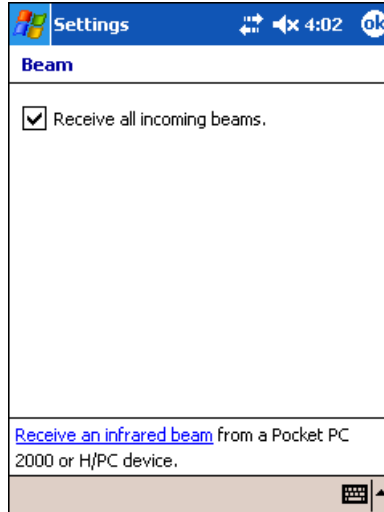 Settings 4:02 ok
Beam
Receive all incoming beams.
Receive an infrared beam from a Pocket PC
2000 or H/PC device.